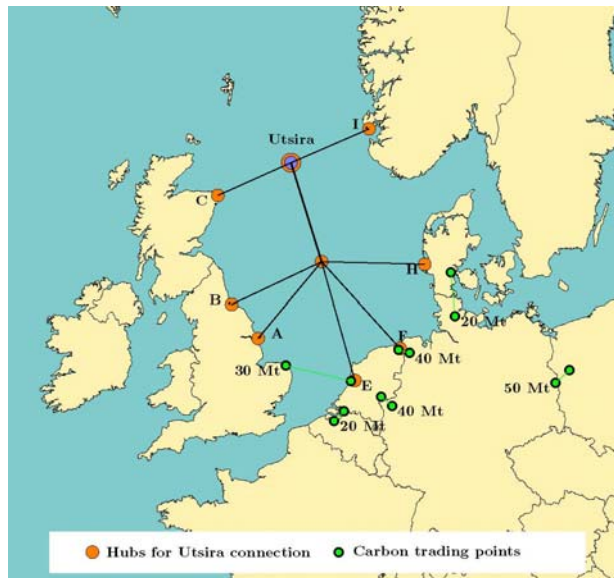 I
Utsira
C
H
B
A
F
20 Mt
30 Mt
40 Mt
E
50 Mt
40 Mt
20 Mt
Hubs for Utsira connection
Carbon trading points